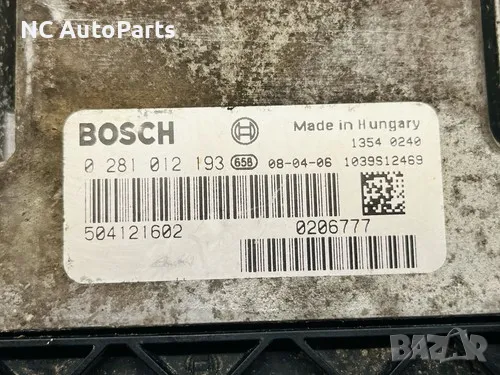 NC AutoParts
BOSCH
Made in Hungary
1354 0240
0 281 012 193 658 08-04-06 1039S12469
504121602 0206777
BAZAR